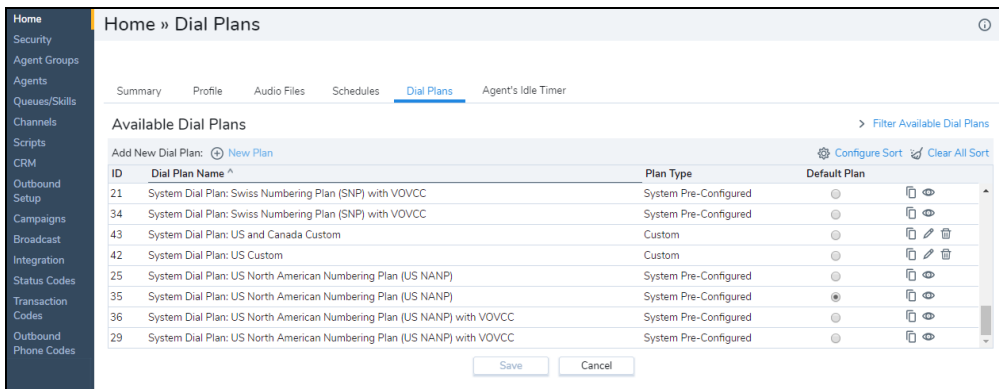 Home
Security
Agent Groups
Agents
Queues/Skills
Channels
Scripts
CRM
Outbound
Setup
Campaigns
Broadcast
Integration
Status Codes
Transaction
Codes
Outbound
Phone Codes
Home » Dial Plans
Summary Profile Audio Files Schedules Dial Plans Agent's Idle Timer
Available Dial Plans > Filter Available Dial Plans
Add New Dial Plan: New Plan Configure Sort Clear All Sort
ID Dial Plan Name ^ Plan Type Default Plan
21 System Dial Plan: Swiss Numbering Plan (SNP) with VOVCC System Pre-Configured
34 System Dial Plan: Swiss Numbering Plan (SNP) with VOVCC System Pre-Configured
43 System Dial Plan: US and Canada Custom Custom
42 System Dial Plan: US Custom Custom
25 System Dial Plan: US North American Numbering Plan (US NANP) System Pre-Configured
35 System Dial Plan: US North American Numbering Plan (US NANP) System Pre-Configured
36 System Dial Plan: US North American Numbering Plan (US NANP) with VOVCC System Pre-Configured
29 System Dial Plan: US North American Numbering Plan (US NANP) with VOVCC System Pre-Configured
Save Cancel